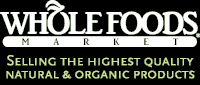 WHOLE FOODS®
MARKET
SELLING THE HIGHEST QUALITY
NATURAL & ORGANIC PRODUCTS